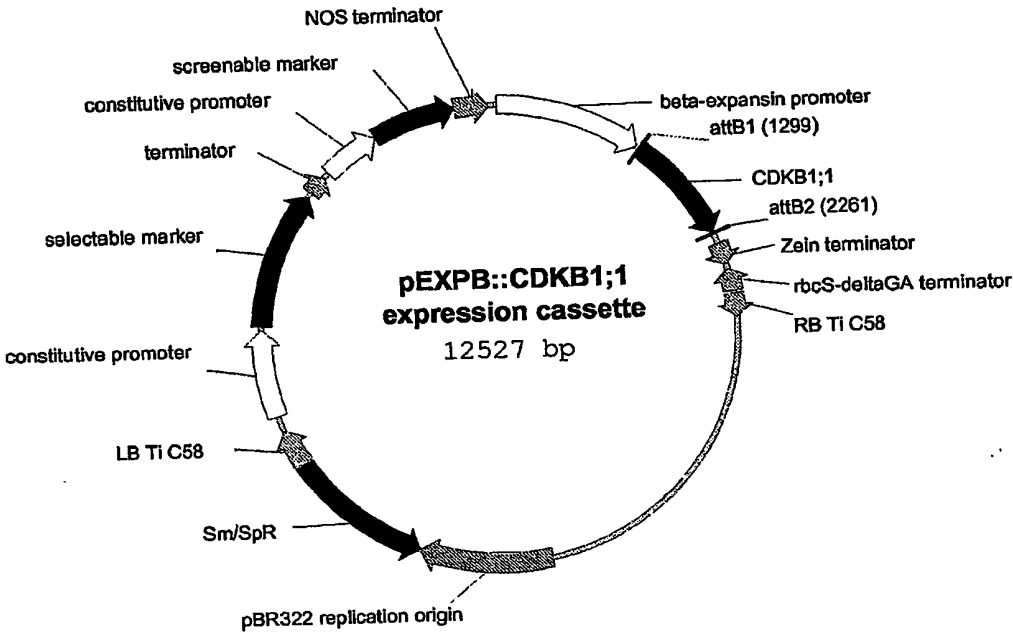 NOS terminator
screenable marker
constitutive promoter
terminator
selectable marker
constitutive promoter
LB Ti C58
Sm/SpR
pBR322 replication origin
beta-expansin promoter
attB1 (1299)
CDKB1;1
attB2 (2261)
Zein terminator
rbcS-deltaGA terminator
RB Ti C58
pEXPB::CDKB1;1
expression cassette
12527 bp